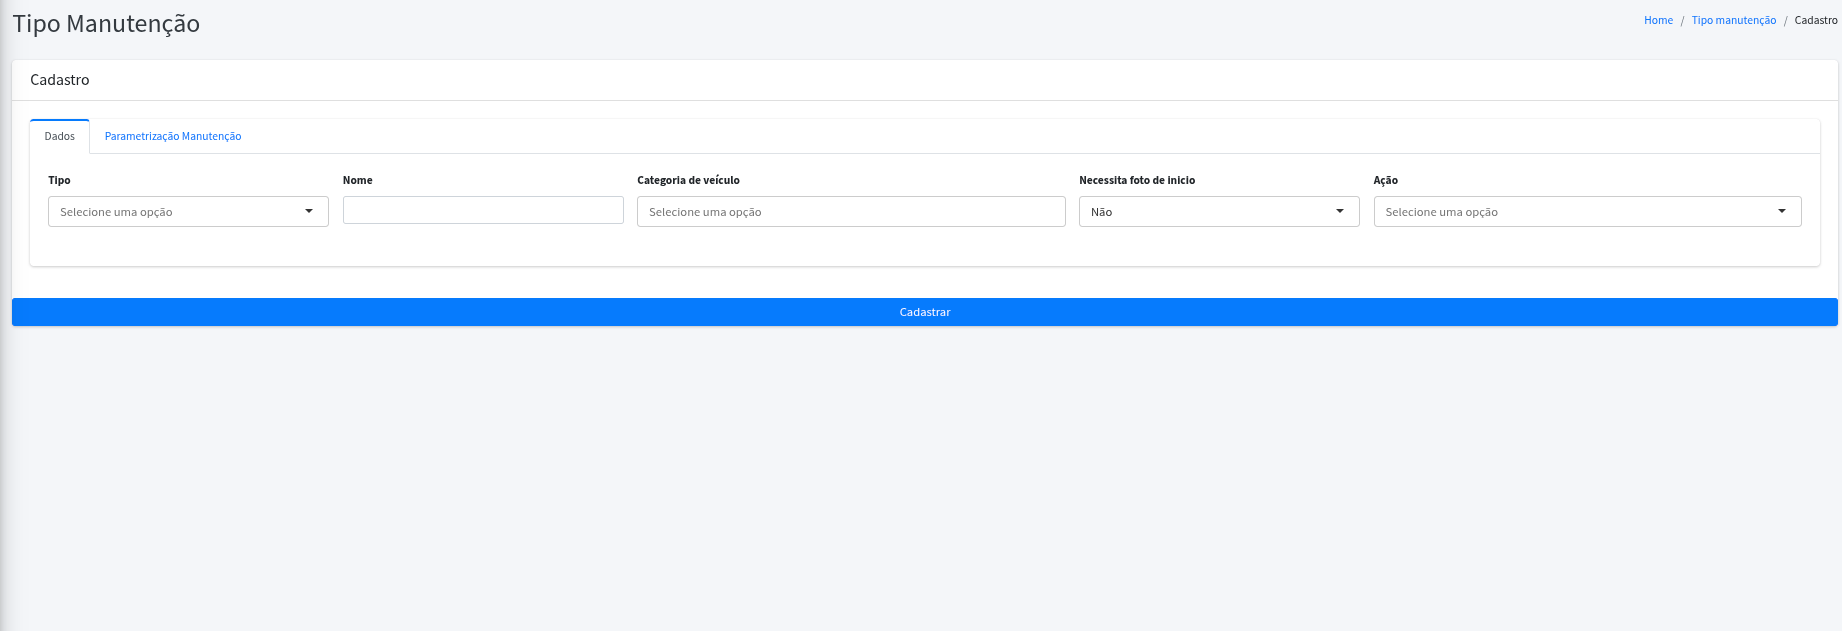 Tipo Manutenção
Home / Tipo manutenção / Cadastro
Cadastro
Dados Parametrização Manutenção
Tipo Nome Categoria de veículo Necessita foto de inicio Ação
Selecione uma opção Selecione uma opção Não Selecione uma opção
Cadastrar